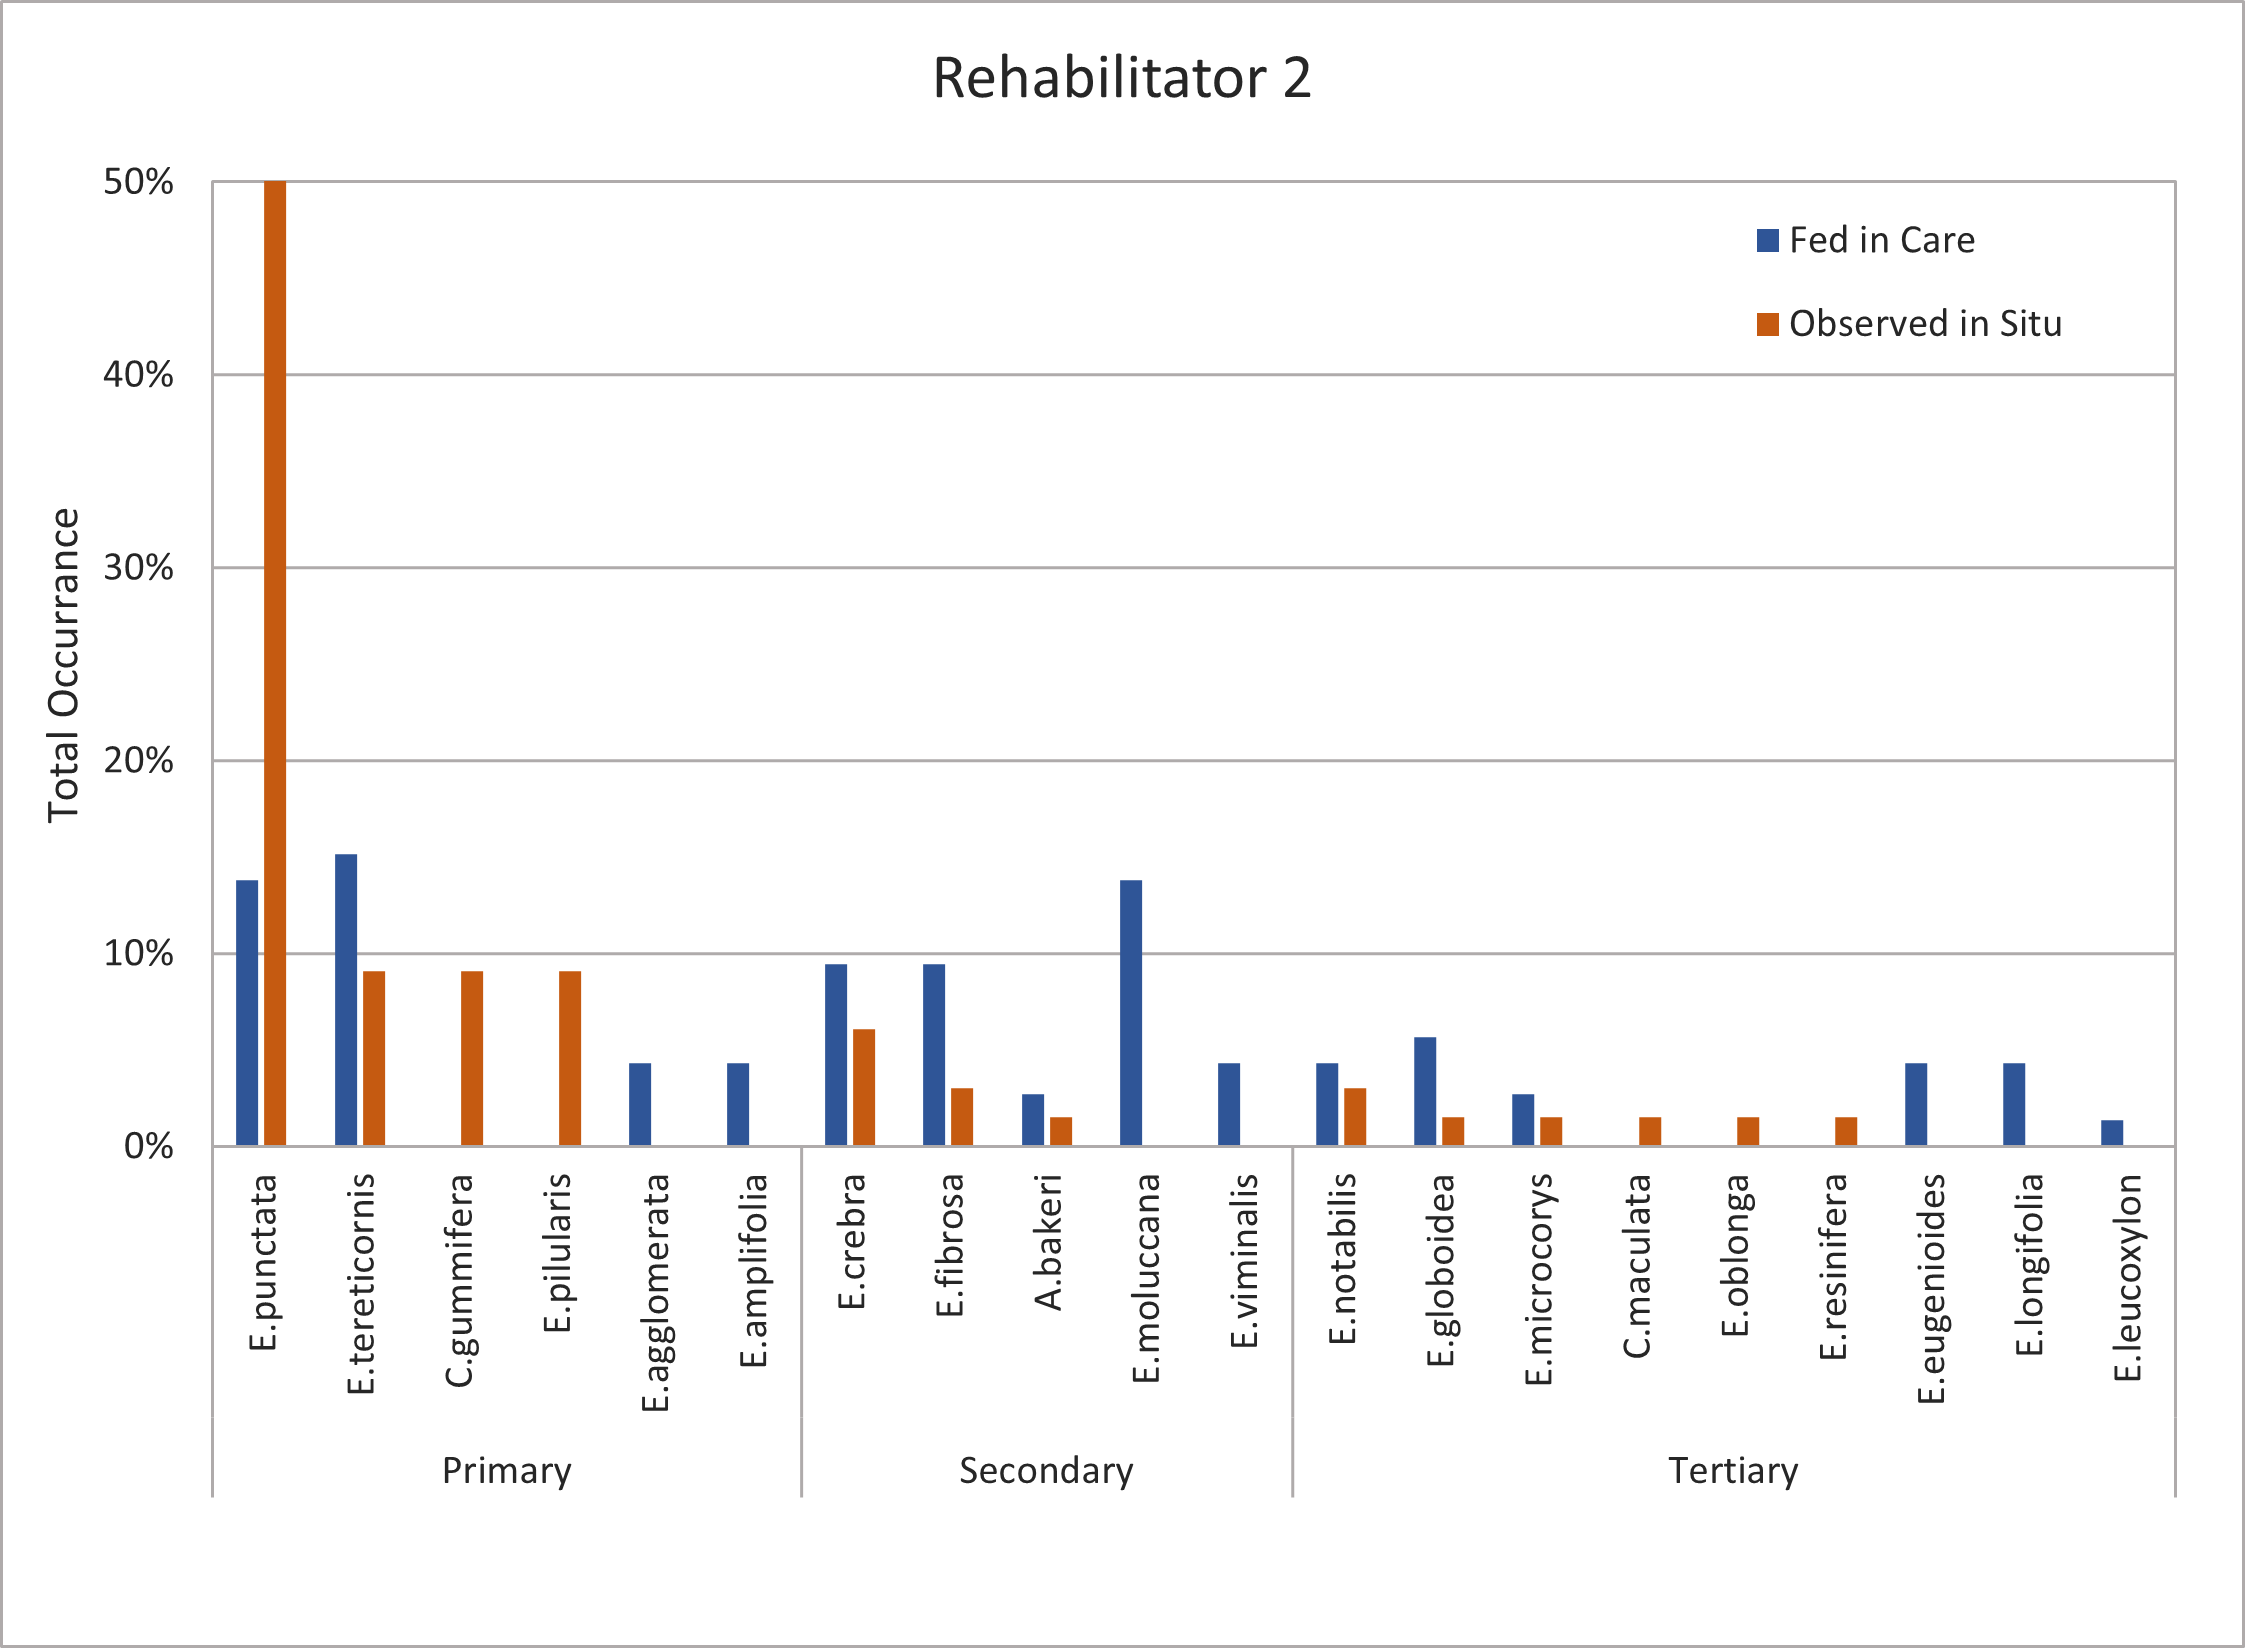 Rehabilitator 2
Total Occurrance
50%
40%
30%
20%
10%
0%
Fed in Care
Observed in Situ
E.punctata
E.tereticornis
C.gummifera
E.pilularis
E.agglomerata
E.amplifolia
E.crebra
E.fibrosa
A.bakeri
E.moluccana
E.viminalis
E.notabilis
E.globoidea
E.microcorys
C.maculata
E.oblonga
E.resinifera
E.eugenioides
E.longifolia
E.leucoxylon
Primary
Secondary
Tertiary